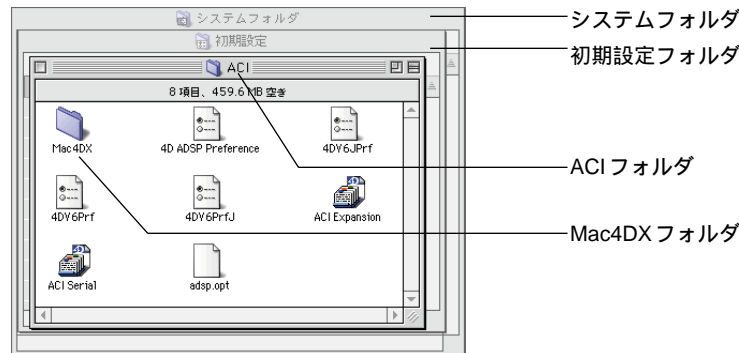 システムフォルダ
システムフォルダ
初期設定
初期設定フォルダ
ACI
8 項目、459.6 MB 空き
Mac4DX
4D ADSP Preference
4DV6JPrf
ACIフォルダ
4DV6Prf
4DV6PrfJ
ACI Expansion
Mac4DXフォルダ
ACI Serial
adsp.opt